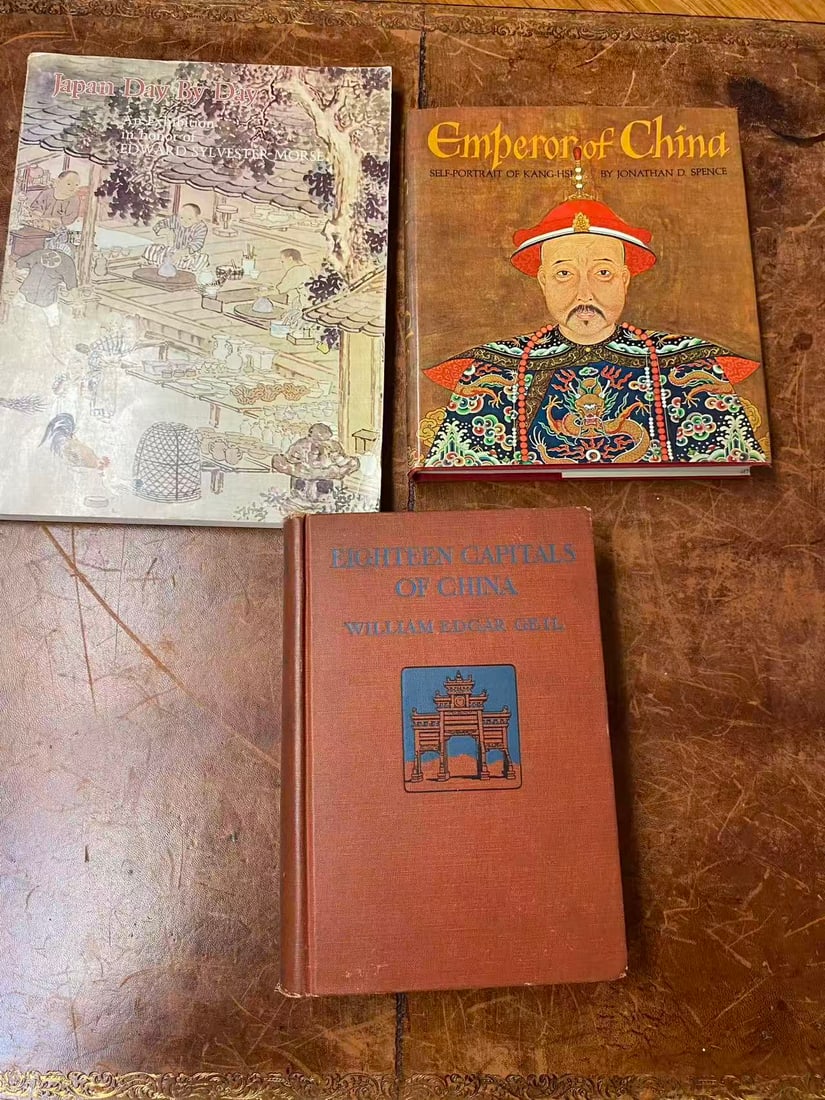 Japan Day By Day
An Exhibition
in honor of
EDWARD SYLVESTER MORSE
Emperor of China
SELF-PORTRAIT OF KANG-HSI BY JONATHAN D. SPENCE
EIGHTEEN CAPITALS
OF CHINA
WILLIAM EDGAR GEIL